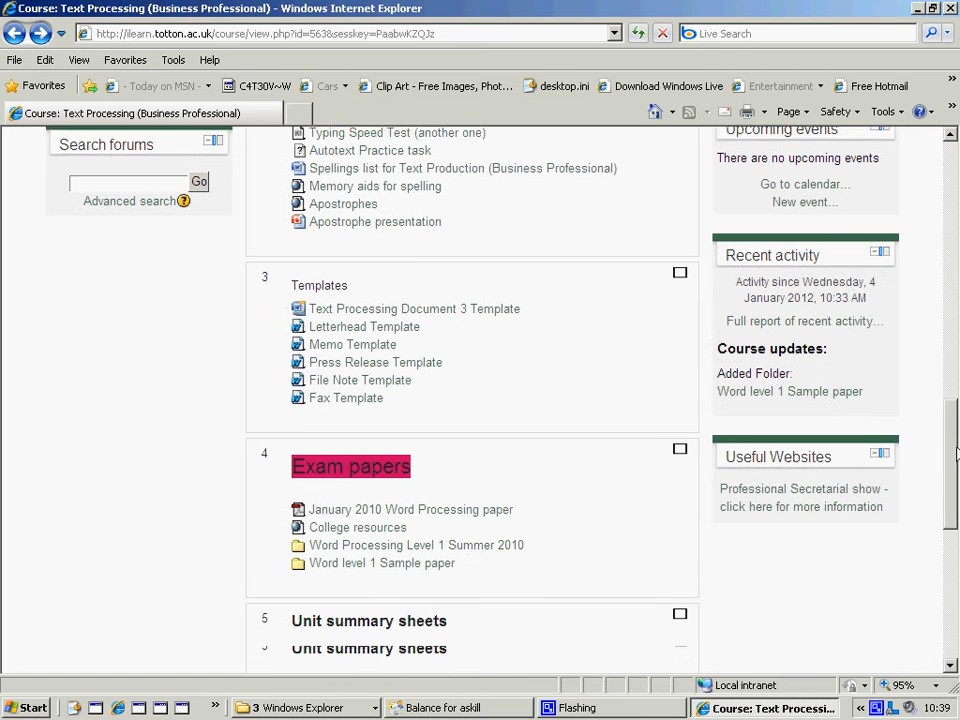 Course: Text Processing (Business Professional) - Windows Internet Explorer
http://ilearn.totton.ac.uk/course/view.php?id=563&sesskey=PaabwKZQJz
Live Search
File Edit View Favorites Tools Help
Favorites - Today on MSN - C4T30V~W Cars Clip Art - Free Images, Phot... desktop.ini Download Windows Live Entertainment Free Hotmail
Course: Text Processing (Business Professional)
Page Safety Tools
Search forums
Go
Advanced search
Typing Speed Test (another one)
Autotext Practice task
Spellings list for Text Production (Business Professional)
Memory aids for spelling
Apostrophes
Apostrophe presentation
3
Templates
Text Processing Document 3 Template
Letterhead Template
Memo Template
Press Release Template
File Note Template
Fax Template
4
Exam papers
January 2010 Word Processing paper
College resources
Word Processing Level 1 Summer 2010
Word level 1 Sample paper
5
Unit summary sheets
Unit summary sheets
Upcoming events
There are no upcoming events
Go to calendar...
New event...
Recent activity
Activity since Wednesday, 4
January 2012, 10:33 AM
Full report of recent activity...
Course updates:
Added Folder:
Word level 1 Sample paper
Useful Websites
Professional Secretarial show -
click here for more information
Local intranet
95%
Start
3 Windows Explorer
Balance for askill
Flashing
Course: Text Processi...
10:39